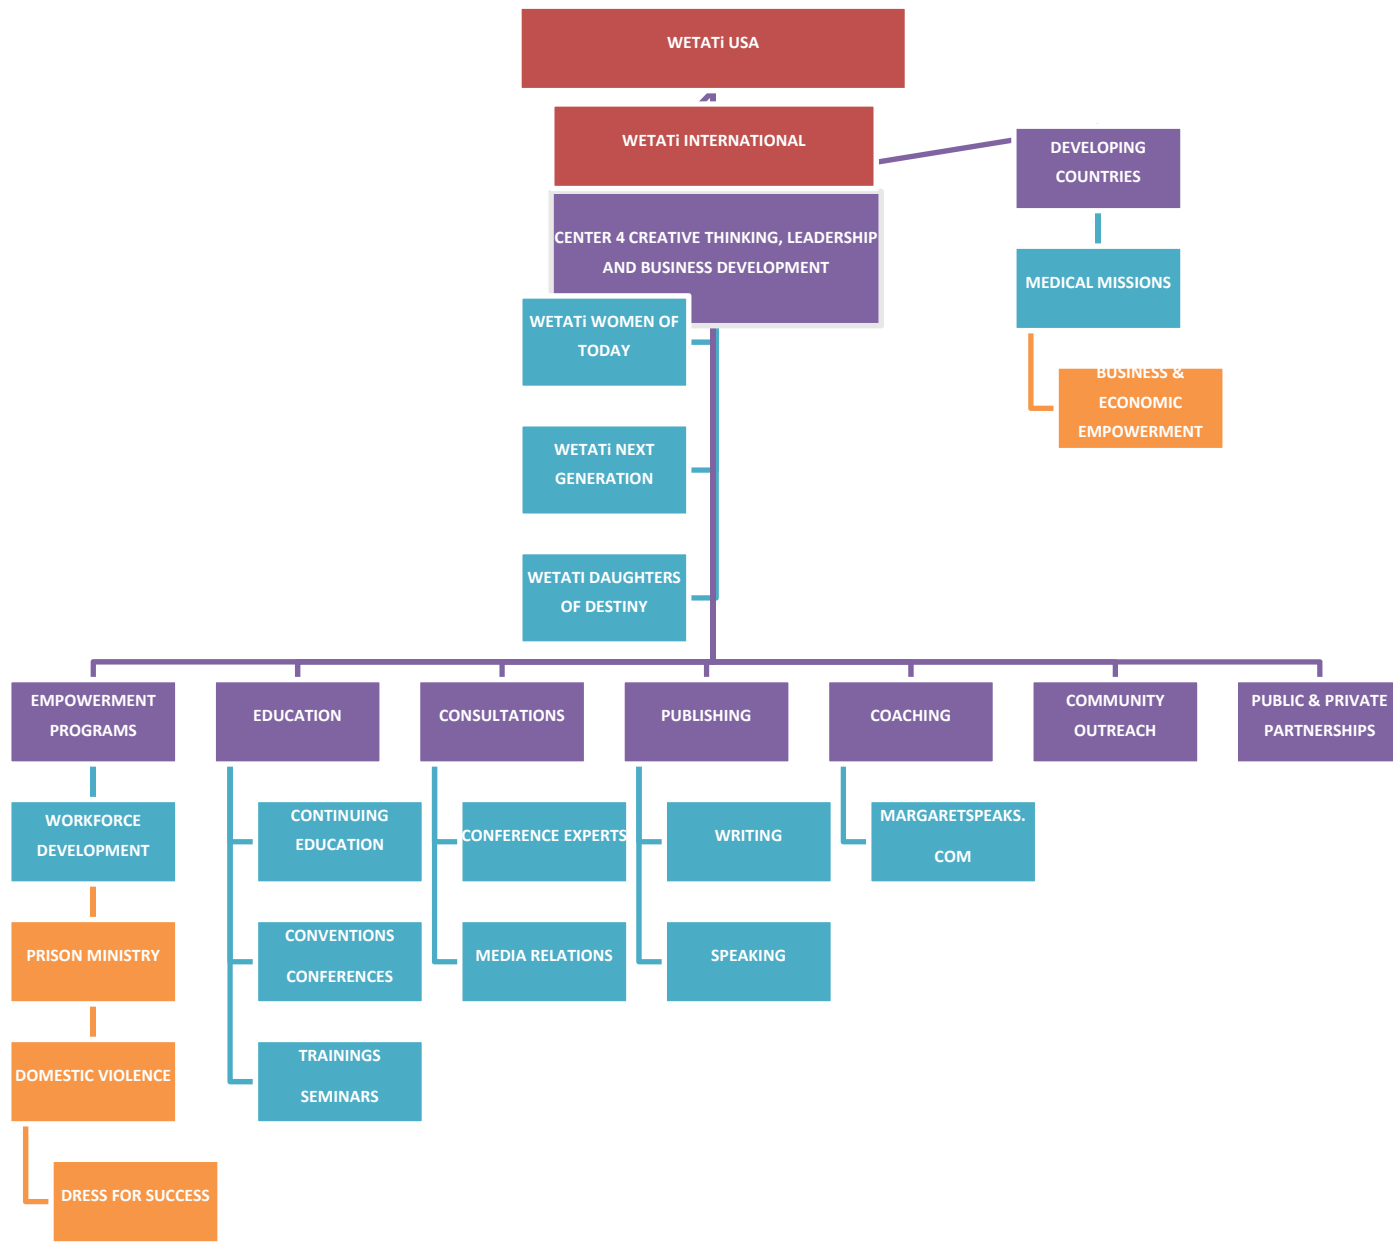 WETATi USA
WETATi INTERNATIONAL
DEVELOPING
COUNTRIES
CENTER 4 CREATIVE THINKING, LEADERSHIP
AND BUSINESS DEVELOPMENT
MEDICAL MISSIONS
WETATi WOMEN OF
TODAY
BUSINESS &
ECONOMIC
EMPOWERMENT
WETATi NEXT
GENERATION
WETATI DAUGHTERS
OF DESTINY
EMPOWERMENT
PROGRAMS
EDUCATION
CONSULTATIONS
PUBLISHING
COACHING
COMMUNITY
OUTREACH
PUBLIC & PRIVATE
PARTNERSHIPS
WORKFORCE
DEVELOPMENT
CONTINUING
EDUCATION
CONFERENCE EXPERTS
WRITING
MARGARETSPEAKS.
COM
PRISON MINISTRY
CONVENTIONS
CONFERENCES
MEDIA RELATIONS
SPEAKING
DOMESTIC VIOLENCE
TRAININGS
SEMINARS
DRESS FOR SUCCESS